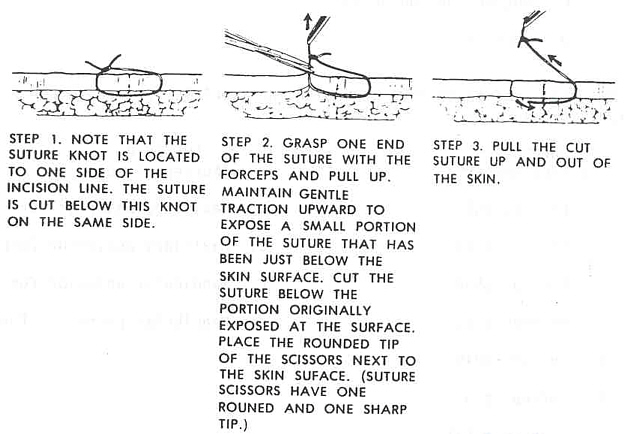 STEP 1. NOTE THAT THE
SUTURE KNOT IS LOCATED
TO ONE SIDE OF THE
INCISION LINE. THE SUTURE
IS CUT BELOW THIS KNOT
ON THE SAME SIDE.
STEP 2. GRASP ONE END
OF THE SUTURE WITH THE
FORCEPS AND PULL UP.
MAINTAIN GENTLE
TRACTION UPWARD TO
EXPOSE A SMALL PORTION
OF THE SUTURE THAT HAS
BEEN JUST BELOW THE
SKIN SURFACE. CUT THE
SUTURE BELOW THE
PORTION ORIGINALLY
EXPOSED AT THE SURFACE.
PLACE THE ROUNDED TIP
OF THE SCISSORS NEXT TO
THE SKIN SUFACE. (SUTURE
SCISSORS HAVE ONE
ROUNED AND ONE SHARP
TIP.)
STEP 3. PULL THE CUT
SUTURE UP AND OUT OF
THE SKIN.